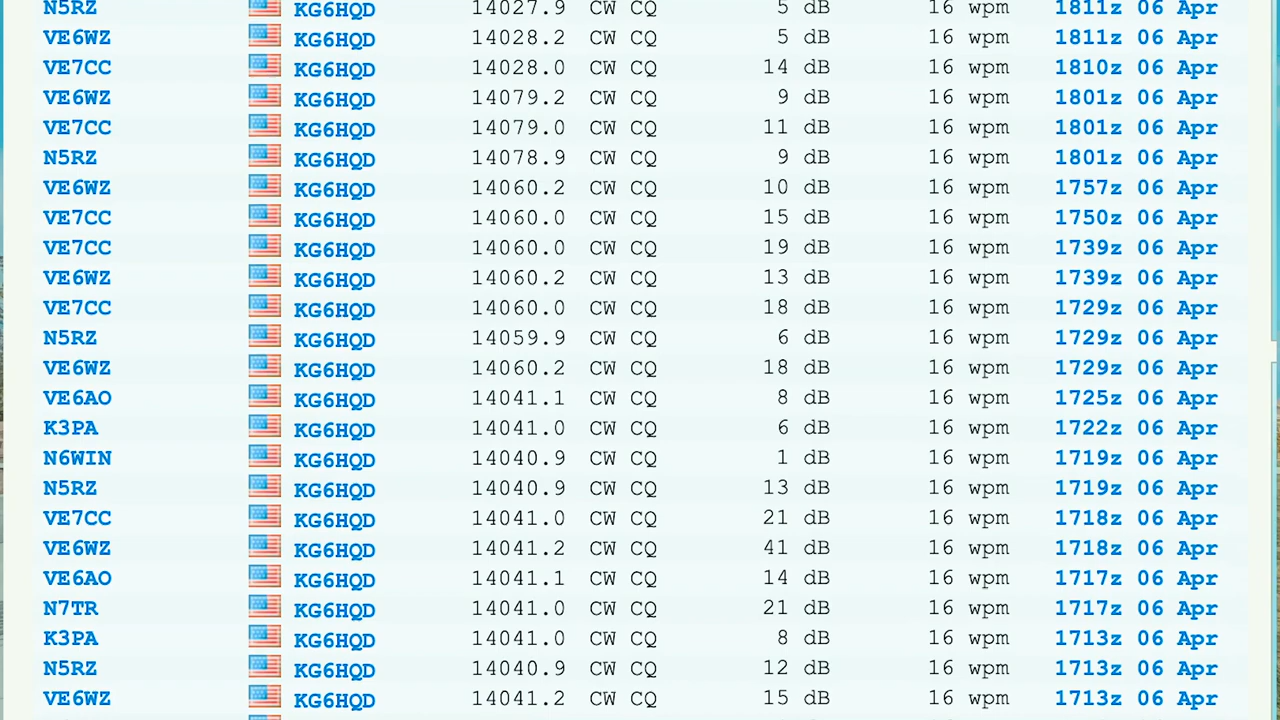 N5RZ KG6HQD 14027.9 CW CQ 5 dB 16 wpm 1811z 06 Apr
VE6WZ KG6HQD 14028.2 CW CQ 5 dB 16 wpm 1811z 06 Apr
VE7CC KG6HQD 14028.0 CW CQ 14 dB 16 wpm 1810z 06 Apr
VE6WZ KG6HQD 14079.2 CW CQ 9 dB 16 wpm 1801z 06 Apr
VE7CC KG6HQD 14079.0 CW CQ 11 dB 16 wpm 1801z 06 Apr
N5RZ KG6HQD 14078.9 CW CQ 9 dB 16 wpm 1801z 06 Apr
VE6WZ KG6HQD 14060.2 CW CQ 10 dB 16 wpm 1757z 06 Apr
VE7CC KG6HQD 14060.0 CW CQ 15 dB 16 wpm 1750z 06 Apr
VE7CC KG6HQD 14060.0 CW CQ 19 dB 16 wpm 1739z 06 Apr
VE6WZ KG6HQD 14060.2 CW CQ 13 dB 16 wpm 1739z 06 Apr
VE7CC KG6HQD 14060.0 CW CQ 18 dB 16 wpm 1729z 06 Apr
N5RZ KG6HQD 14059.9 CW CQ 6 dB 16 wpm 1729z 06 Apr
VE6WZ KG6HQD 14060.2 CW CQ 18 dB 16 wpm 1729z 06 Apr
VE6AO KG6HQD 14041.1 CW CQ 8 dB 16 wpm 1725z 06 Apr
K3PA KG6HQD 14041.0 CW CQ 6 dB 16 wpm 1722z 06 Apr
N6WIN KG6HQD 14040.9 CW CQ 1 dB 16 wpm 1719z 06 Apr
N5RZ KG6HQD 14040.9 CW CQ 13 dB 16 wpm 1719z 06 Apr
VE7CC KG6HQD 14041.0 CW CQ 21 dB 16 wpm 1718z 06 Apr
VE6WZ KG6HQD 14041.2 CW CQ 41 dB 16 wpm 1718z 06 Apr
VE6AO KG6HQD 14041.1 CW CQ 14 dB 16 wpm 1717z 06 Apr
N7TR KG6HQD 14041.0 CW CQ 21 dB 16 wpm 1717z 06 Apr
K3PA KG6HQD 14041.0 CW CQ 8 dB 16 wpm 1713z 06 Apr
N5RZ KG6HQD 14040.9 CW CQ 12 dB 16 wpm 1713z 06 Apr
VE6WZ KG6HQD 14041.2 CW CQ 15 dB 16 wpm 1713z 06 Apr